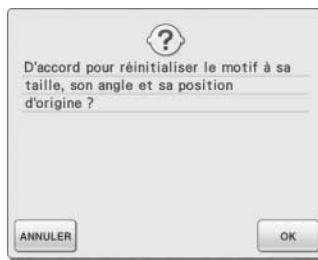 D'accord pour réinitialiser le motif à sa
taille, son angle et sa position
d'origine ?
ANNULER
OK